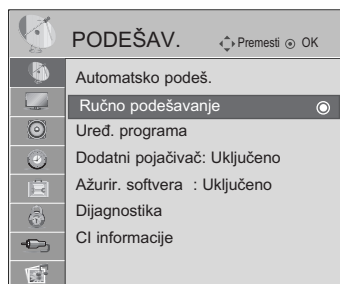 PODEŠAV.
Premesti OK
Automatsko podeš.
Ručno podešavanje
Uređ. programa
Dodatni pojačivač: Uključeno
Ažurir. softvera : Uključeno
Dijagnostika
CI informacije